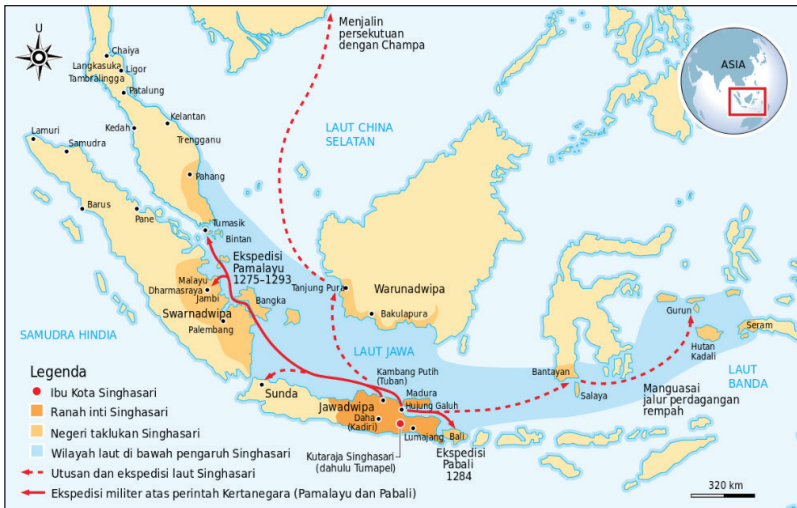 U
Menjalin
persekutuan
dengan Champa
ASIA
Chaiya
Langkasuka
Ligor
Tambralingga
Patalung
Kelantan
Kedah
Trengganu
Lamuri
Samudra
LAUT CHINA
SELATAN
Pahang
Barus
Pane
Tumasik
Bintan
Ekspedisi
Pamalayu
1275–1293
Malayu
Dharmasraya
Jambi
Tanjung Pura
Warunadwipa
Bangka
Swarnadwipa
Bakulapura
Palembang
Gurun
Seram
SAMUDRA HINDIA
LAUT JAWA
Hutan
Kadali
LAUT
BANDA
Kambang Putih
(Tuban)
Bantayan
Salaya
Manguasai
jalur perdagangan
rempah
Sunda
Madura
Jawadwipa
Hujung Galuh
Daha
(Kadiri)
Lumajang
Bali
Kutaraja Singhasari
(dahulu Tumapel)
Ekspedisi
Pabali
1284
Legenda
Ibu Kota Singhasari
Ranah inti Singhasari
Negeri taklukan Singhasari
Wilayah laut di bawah pengaruh Singhasari
Utusan dan ekspedisi laut Singhasari
Ekspedisi militer atas perintah Kertanegara (Pamalayu dan Pabali)
320 km